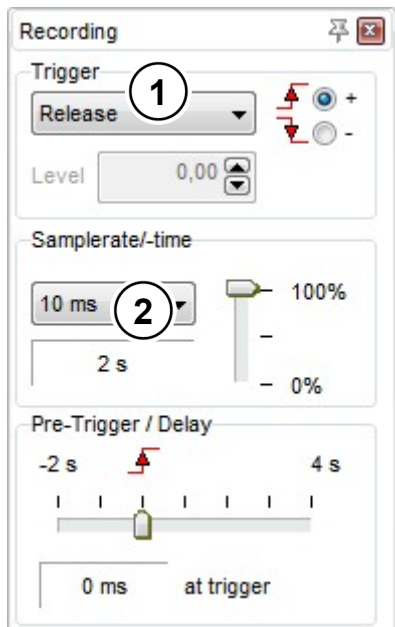 Recording
Trigger
1
Release
+
-
Level 0,00
Samplerate/-time
10 ms 2 100%
2 s
0%
Pre-Trigger / Delay
-2 s 4 s
0 ms at trigger